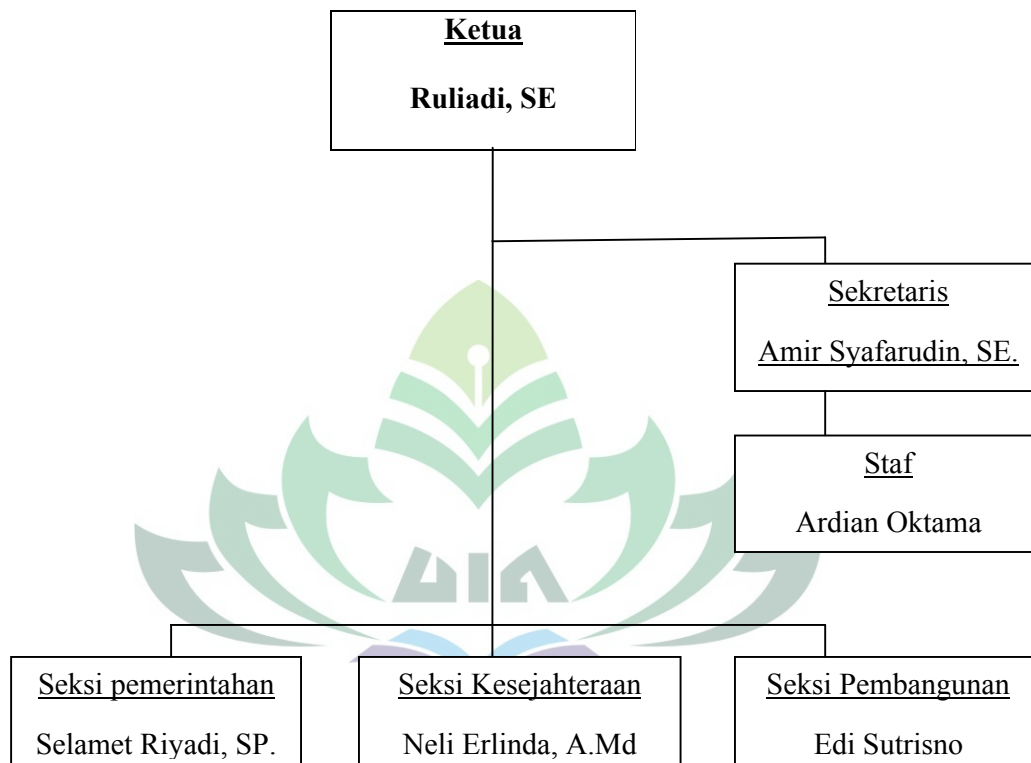 Ketua
Ruliadi, SE
Sekretaris
Amir Syafarudin, SE.
Staf
Ardian Oktama
Seksi pemerintahan
Selamet Riyadi, SP.
Seksi Kesejahteraan
Neli Erlinda, A.Md
Seksi Pembangunan
Edi Sutrisno
UIN